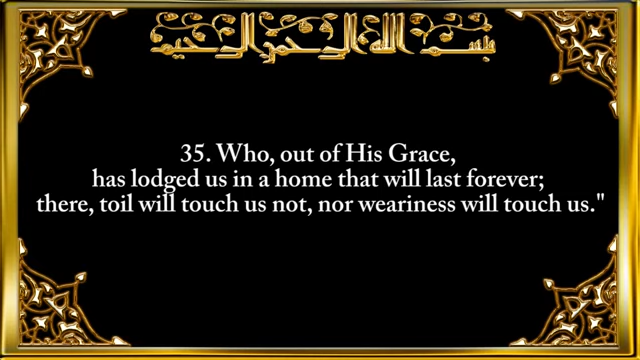 بسم الله الرحمن الرحيم
35. Who, out of His Grace,
has lodged us in a home that will last forever;
there, toil will touch us not, nor weariness will touch us."